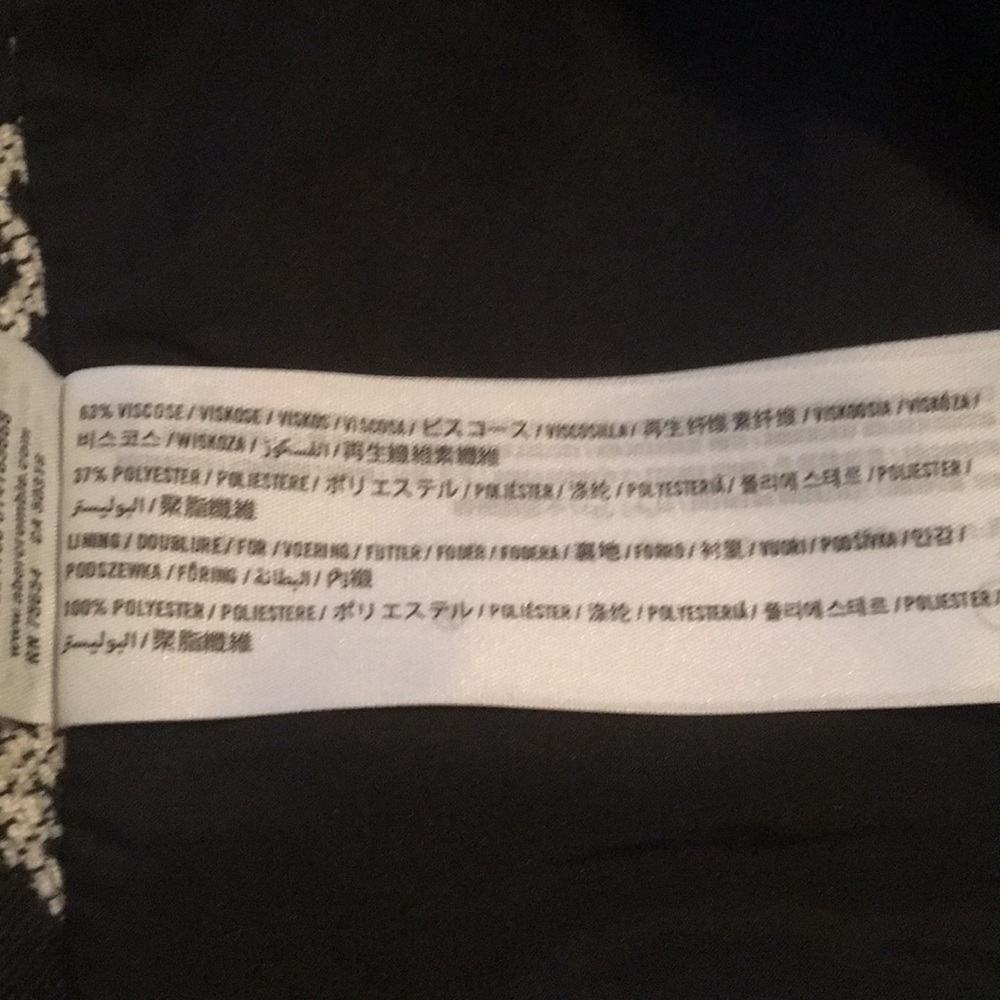 63% VISCOSE / VISKOSE / VISKOS / VISCOSA / ビスコース / VISCOSILLA / 再生纤维素纤维 / VISKOOSIA / VISKÓZA /
비스코스 / WISKOZA / الفسكوز / 再生纖維素纖維
37% POLYESTER / POLIESTERE / ポリエステル / POLIÉSTER / 涤纶 / POLYESTERIÄ / 폴리에스테르 / POLIESTER /
البوليستر / 聚脂纖維
LINING / DOUBLURE / FÖR / VOERING / FUTTER / FODER / FODERA / 裏地 / FORRO / 衬里 / VUORI / PODŠÍVKA / 안감 /
PODSZEWKA / FÔRING / البطانة / 內襯
100% POLYESTER / POLIESTERE / ポリエステル / POLIÉSTER / 涤纶 / POLYESTERIÄ / 폴리에스테르 / POLIESTER /
البوليستر / 聚脂纖維